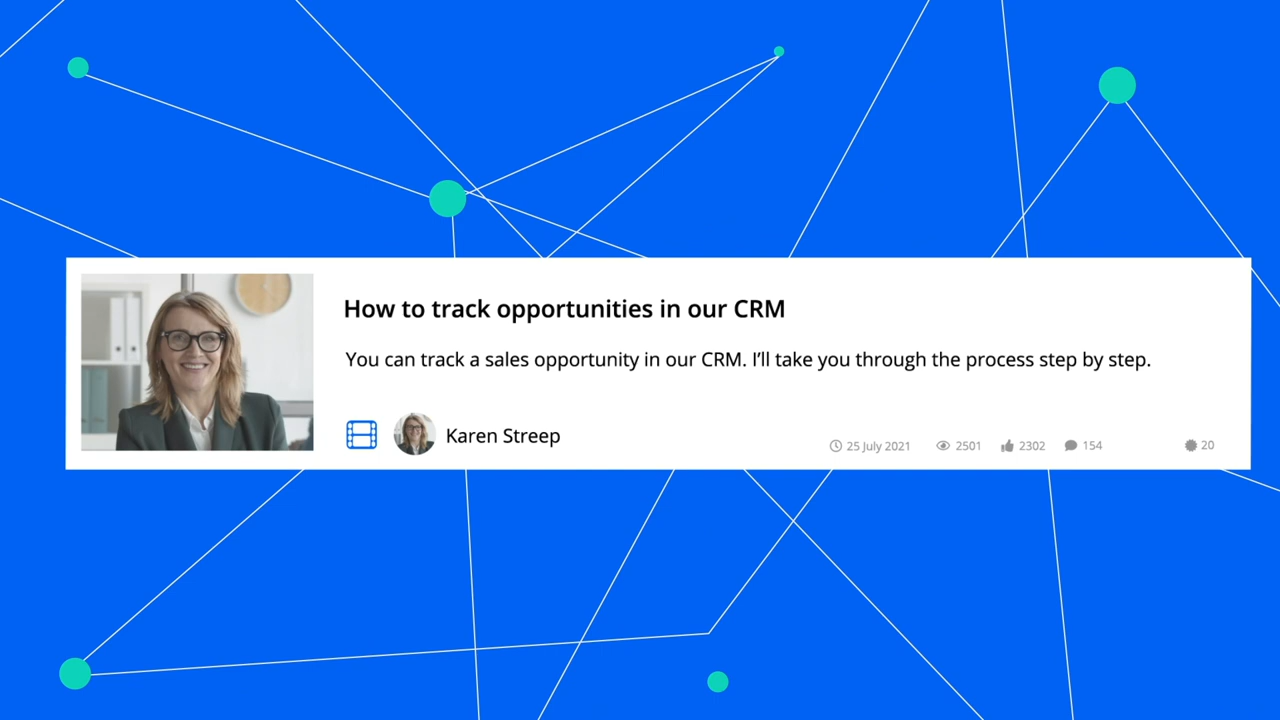 How to track opportunities in our CRM
You can track a sales opportunity in our CRM. I’ll take you through the process step by step.
Karen Streep
25 July 2021 2501 2302 154 20